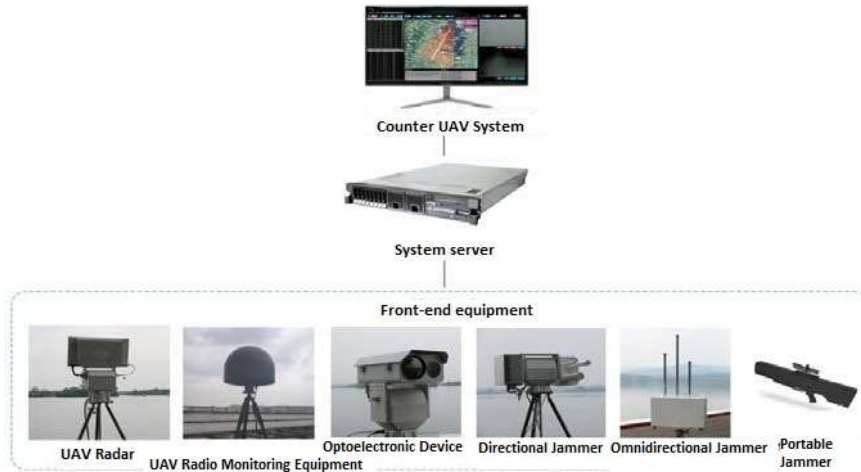 Counter UAV System
System server
Front-end equipment
UAV Radar
UAV Radio Monitoring Equipment
Optoelectronic Device
Directional Jammer
Omnidirectional Jammer
Portable
Jammer